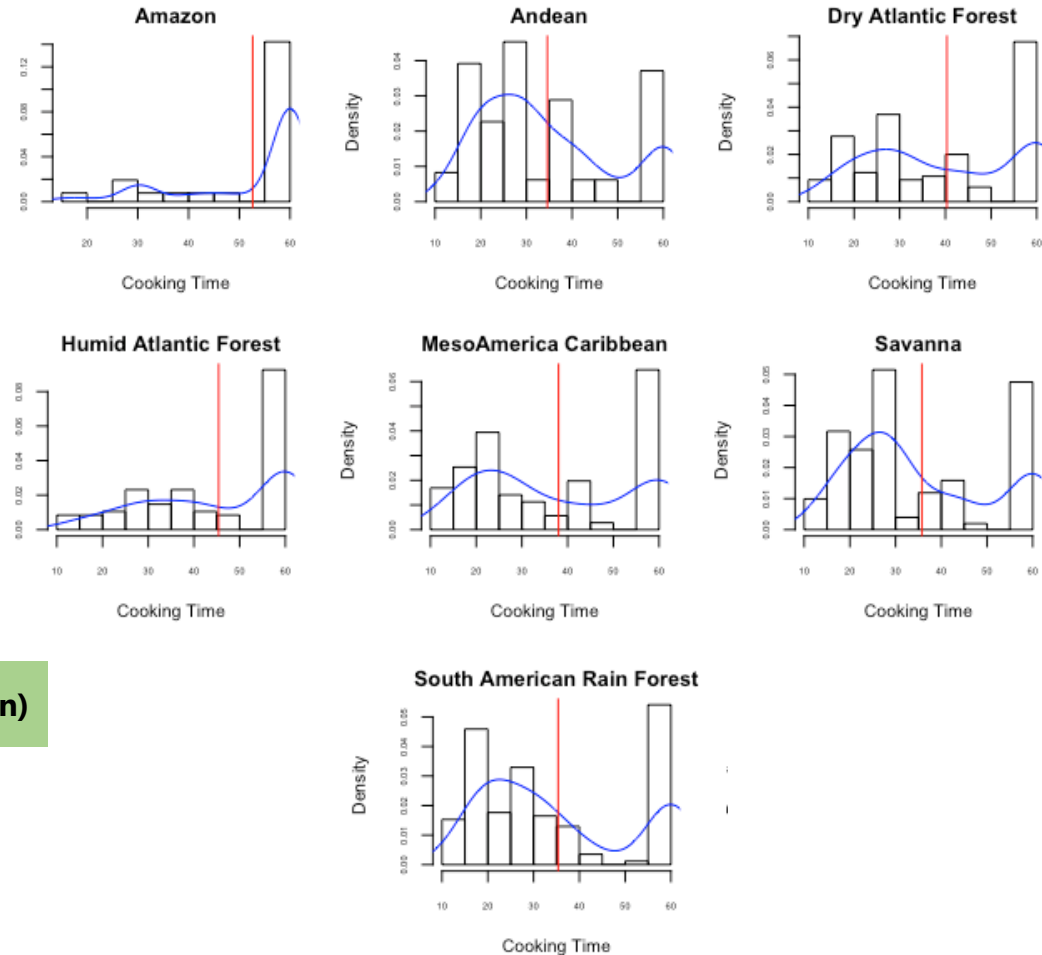 Amazon
0.00 0.04 0.08 0.12
20 30 40 50 60
Cooking Time
Andean
Density
0.00 0.01 0.02 0.03 0.04
10 20 30 40 50 60
Cooking Time
Dry Atlantic Forest
Density
0.00 0.02 0.04 0.06
10 20 30 40 50 60
Cooking Time
Humid Atlantic Forest
0.00 0.02 0.04 0.06 0.08
10 20 30 40 50 60
Cooking Time
MesoAmerica Caribbean
Density
0.00 0.02 0.04 0.06
10 20 30 40 50 60
Cooking Time
Savanna
Density
0.00 0.01 0.02 0.03 0.04 0.05
10 20 30 40 50 60
Cooking Time
n)
South American Rain Forest
Density
0.00 0.01 0.02 0.03 0.04 0.05
10 20 30 40 50 60
Cooking Time